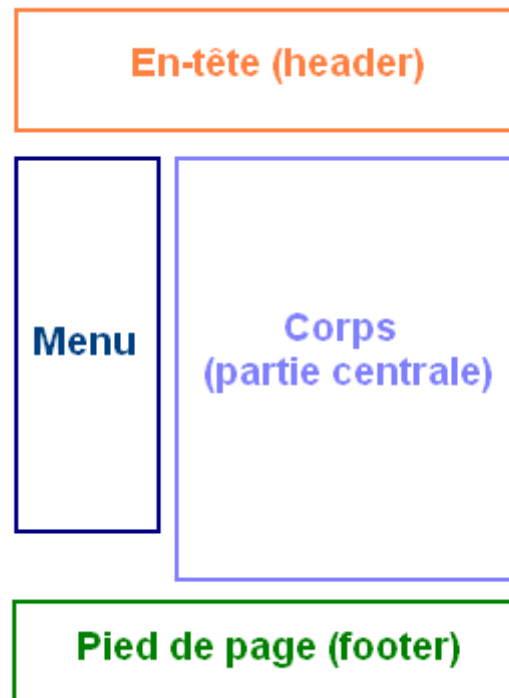 En-tête (header)
Menu
Corps
(partie centrale)
Pied de page (footer)